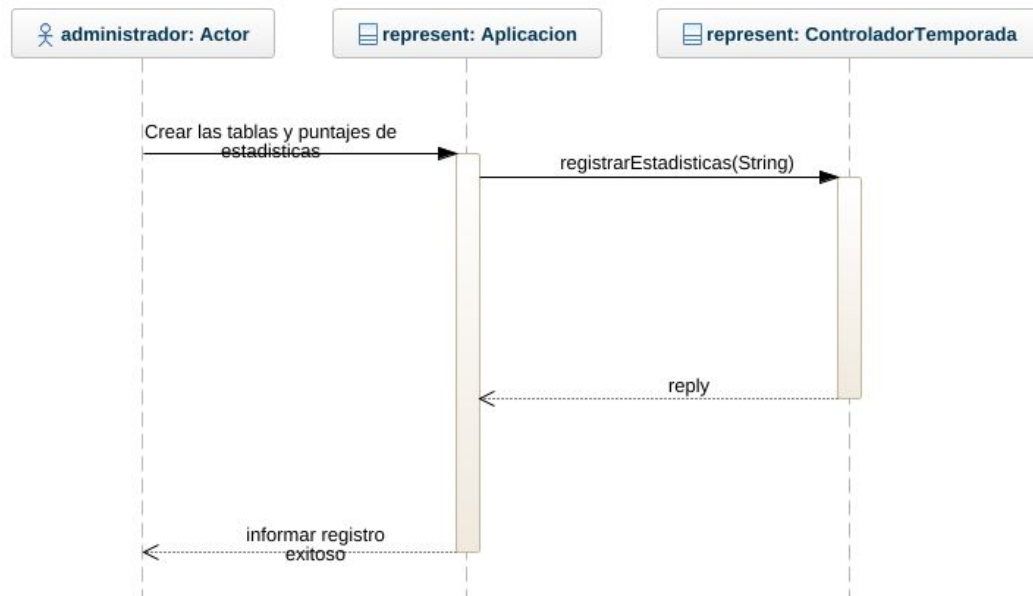 administrador: Actor
represent: Aplicacion
represent: ControladorTemporada
Crear las tablas y puntajes de
estadisticas
registrarEstadisticas(String)
reply
informar registro
exitoso